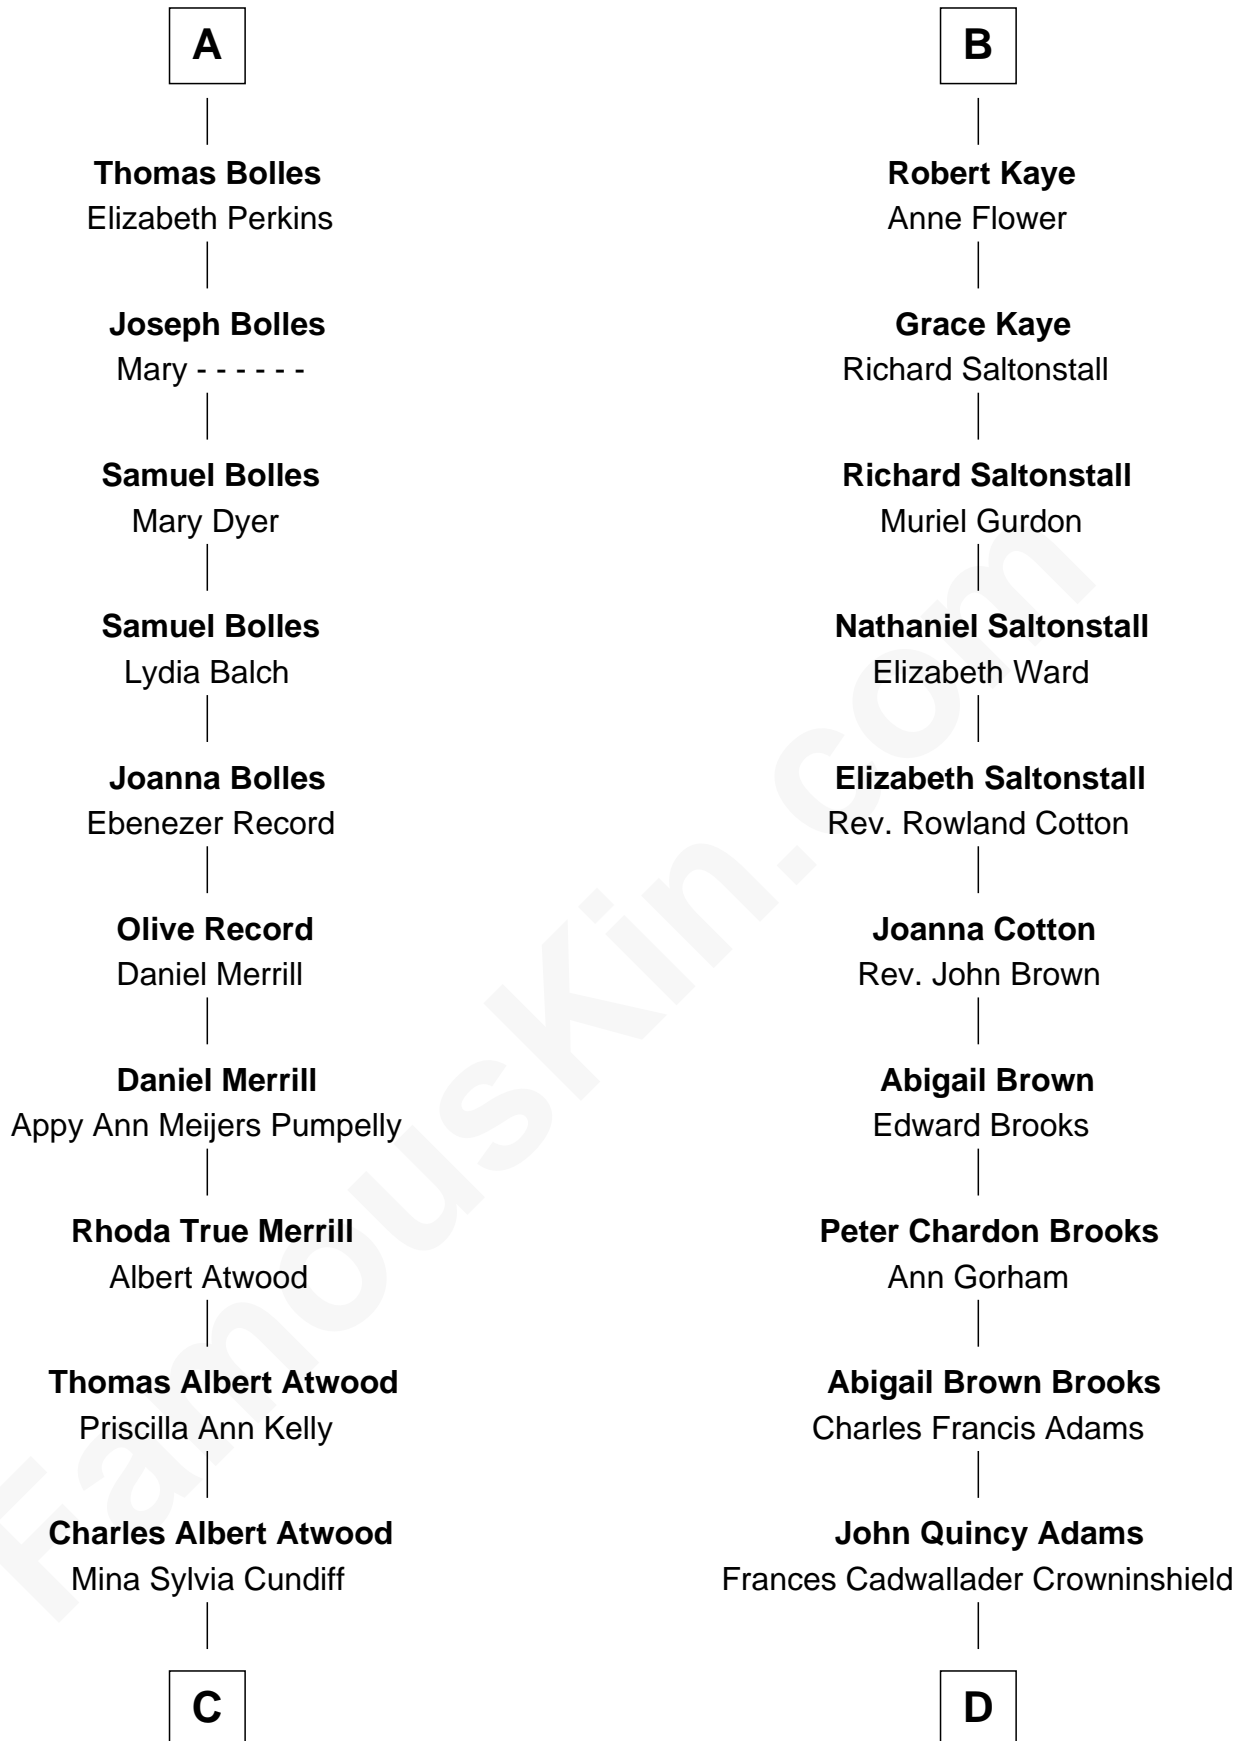 A
Thomas Bolles
Elizabeth Perkins
Joseph Bolles
Mary - - - - - -
Samuel Bolles
Mary Dyer
Samuel Bolles
Lydia Balch
Joanna Bolles
Ebenezer Record
Olive Record
Daniel Merrill
Daniel Merrill
Appy Ann Meijers Pumpelly
Rhoda True Merrill
Albert Atwood
Thomas Albert Atwood
Priscilla Ann Kelly
Charles Albert Atwood
Mina Sylvia Cundiff
C
B
Robert Kaye
Anne Flower
Grace Kaye
Richard Saltonstall
Richard Saltonstall
Muriel Gurdon
Nathaniel Saltonstall
Elizabeth Ward
Elizabeth Saltonstall
Rev. Rowland Cotton
Joanna Cotton
Rev. John Brown
Abigail Brown
Edward Brooks
Peter Chardon Brooks
Ann Gorham
Abigail Brown Brooks
Charles Francis Adams
John Quincy Adams
Frances Cadwallader Crowninshield
D
FamousKin.com